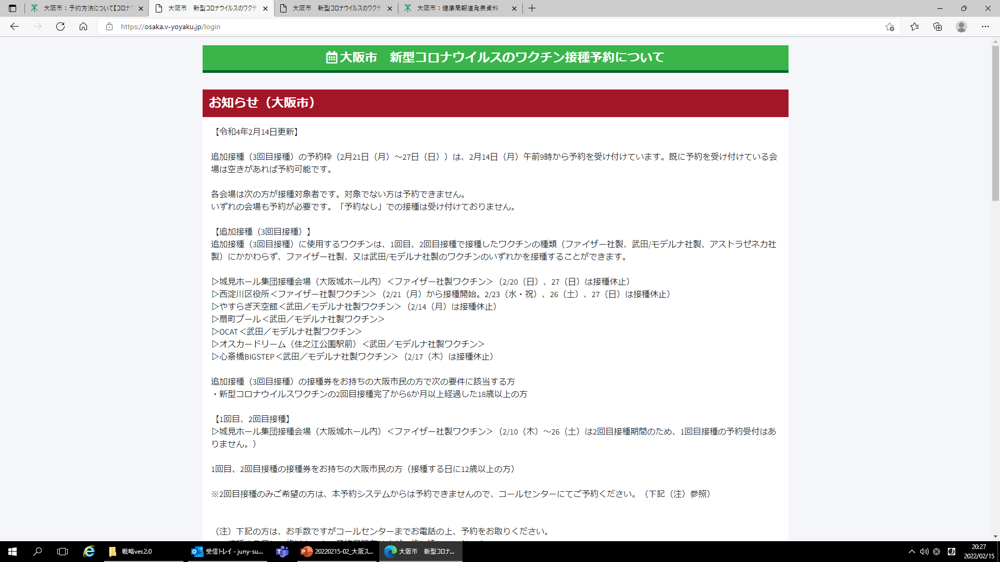 大阪市：予約方法について【コロナワ
大阪市　新型コロナウイルスのワクチ
大阪市　新型コロナウイルスのワクチ
大阪市：健康局報道発表資料
https://osaka.v-yoyaku.jp/login
大阪市　新型コロナウイルスのワクチン接種予約について
お知らせ（大阪市）
【令和4年2月14日更新】
追加接種（3回目接種）の予約枠（2月21日（月）～27日（日））は、2月14日（月）午前9時から予約を受け付けています。既に予約を受け付けている会
場は空きがあれば予約可能です。
各会場は次の方が接種対象者です。対象でない方は予約できません。
いずれの会場も予約が必要です。「予約なし」での接種は受け付けておりません。
【追加接種（3回目接種）】
追加接種（3回目接種）に使用するワクチンは、1回目、2回目接種で接種したワクチンの種類（ファイザー社製、武田/モデルナ社製、アストラゼネカ社
製）にかかわらず、ファイザー社製、又は武田/モデルナ社製のワクチンのいずれかを接種することができます。
▷城見ホール集団接種会場（大阪城ホール内）＜ファイザー社製ワクチン＞（2/20（日）、27（日）は接種休止）
▷西淀川区役所＜ファイザー社製ワクチン＞（2/21（月）から接種開始。2/23（水・祝）、26（土）、27（日）は接種休止）
▷やすらぎ天空館＜武田／モデルナ社製ワクチン＞（2/14（月）は接種休止）
▷扇町プール＜武田／モデルナ社製ワクチン＞
▷OCAT＜武田／モデルナ社製ワクチン＞
▷オスカードリーム（住之江公園駅前）＜武田／モデルナ社製ワクチン＞
▷心斎橋BIGSTEP＜武田／モデルナ社製ワクチン＞（2/17（木）は接種休止）
追加接種（3回目接種）の接種券をお持ちの大阪市民の方で次の要件に該当する方
・新型コロナウイルスワクチンの2回目接種完了から6か月以上経過した18歳以上の方
【1回目、2回目接種】
▷城見ホール集団接種会場（大阪城ホール内）＜ファイザー社製ワクチン＞（2/10（木）～26（土）は2回目接種期間のため、1回目接種の予約受付はあ
りません。）
1回目、2回目接種の接種券をお持ちの大阪市民の方（接種する日に12歳以上の方）
※2回目接種のみご希望の方は、本予約システムからは予約できませんので、コールセンターにてご予約ください。（下記（注）参照）
（注）下記の方は、お手数ですがコールセンターまでお電話の上、予約をお取りください。
戦略ver.2.0
受信トレイ - juny-su...
20220215-02_大阪ス...
大阪市　新型コロナ...
20:27
2022/02/15